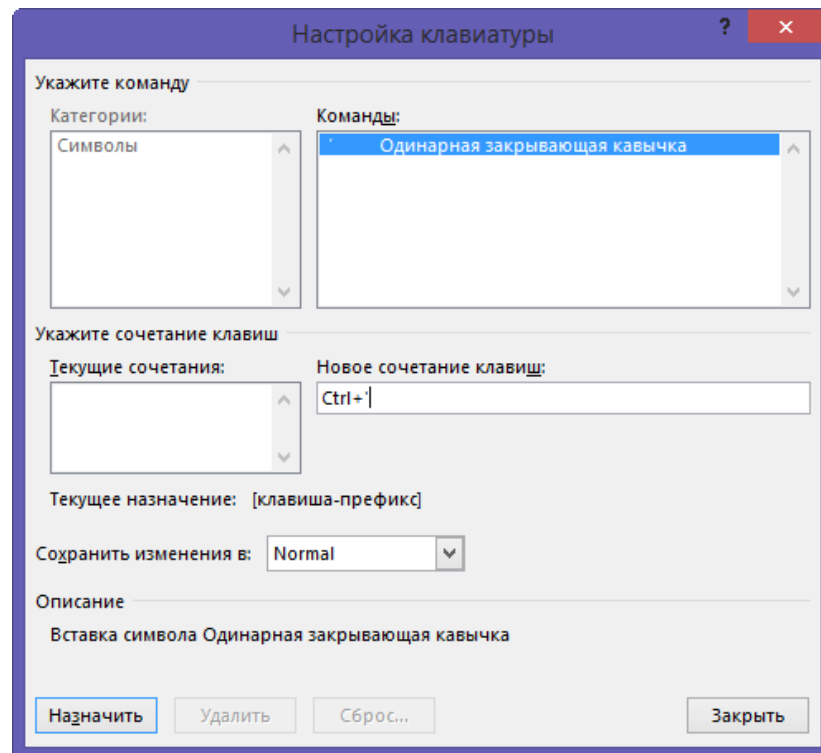 Настройка клавиатуры
?
×
Укажите команду
Категории:
Команды:
Символы
’ Одинарная закрывающая кавычка
Укажите сочетание клавиш
Текущие сочетания:
Новое сочетание клавиш:
Ctrl+'
Текущее назначение: [клавиша-префикс]
Сохранить изменения в: Normal
Описание
Вставка символа Одинарная закрывающая кавычка
Назначить
Удалить
Сброс...
Закрыть